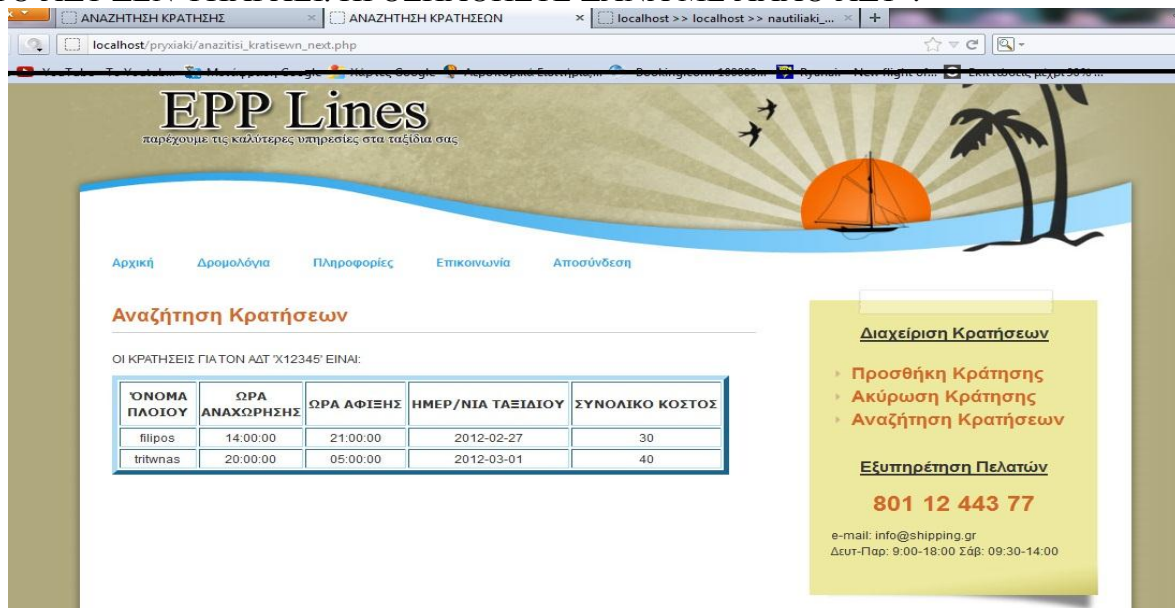 ΑΝΑΖΗΤΗΣΗ ΚΡΑΤΗΣΗΣ × ΑΝΑΖΗΤΗΣΗ ΚΡΑΤΗΣΕΩΝ × localhost >> localhost >> nautiliaki_... × +
localhost/pryxiaki/anazitisi_kratisewn_next.php
EPP Lines
παρέχουμε τις καλύτερες υπηρεσίες στα ταξίδια σας
Αρχική Δρομολόγια Πληροφορίες Επικοινωνία Αποσύνδεση
Αναζήτηση Κρατήσεων
ΟΙ ΚΡΑΤΗΣΕΙΣ ΓΙΑ ΤΟΝ ΑΔΤ 'X12345' ΕΙΝΑΙ:
ΌΝΟΜΑ ΠΛΟΙΟΥ ΩΡΑ ΑΝΑΧΩΡΗΣΗΣ ΩΡΑ ΑΦΙΞΗΣ ΗΜΕΡ/ΝΙΑ ΤΑΞΙΔΙΟΥ ΣΥΝΟΛΙΚΟ ΚΟΣΤΟΣ
filipos 14:00:00 21:00:00 2012-02-27 30
tritwnas 20:00:00 05:00:00 2012-03-01 40
Διαχείριση Κρατήσεων
Προσθήκη Κράτησης
Ακύρωση Κράτησης
Αναζήτηση Κρατήσεων
Εξυπηρέτηση Πελατών
801 12 443 77
e-mail: info@shipping.gr
Δευτ-Παρ: 9:00-18:00 Σάβ: 09:30-14:00